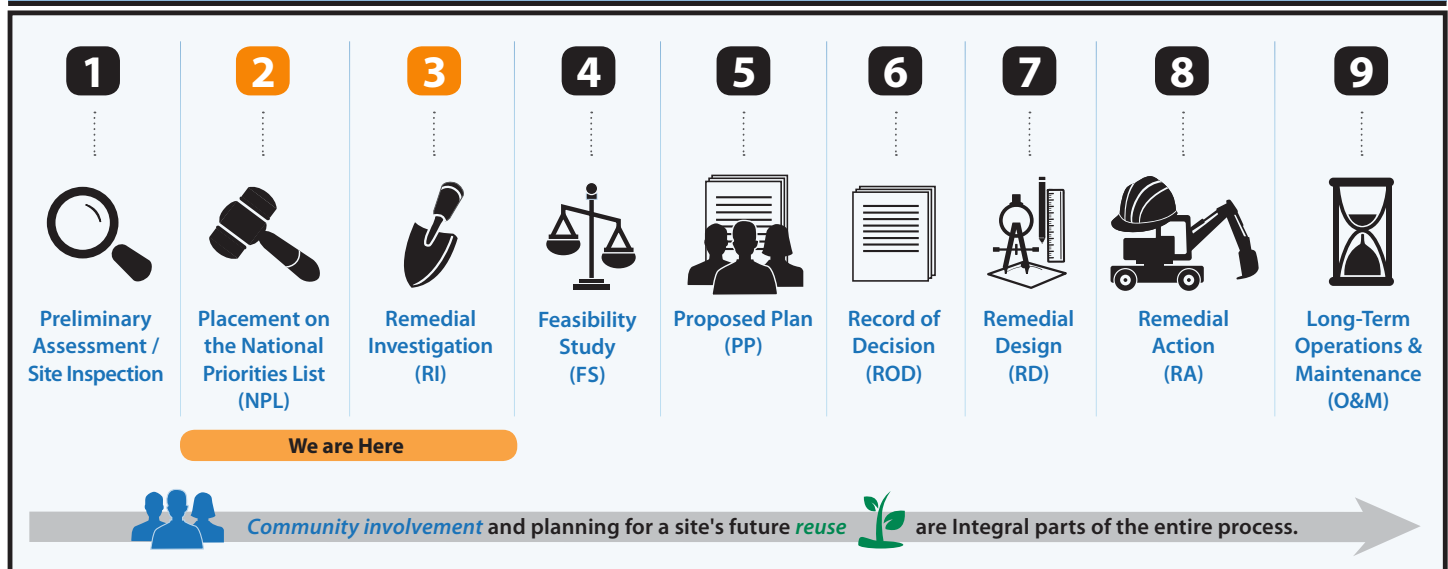 1
2
3
4
5
6
7
8
9
Preliminary
Assessment /
Site Inspection
Placement on
the National
Priorities List
(NPL)
Remedial
Investigation
(RI)
Feasibility
Study
(FS)
Proposed Plan
(PP)
Record of
Decision
(ROD)
Remedial
Design
(RD)
Remedial
Action
(RA)
Long-Term
Operations &
Maintenance
(O&M)
We are Here
Community involvement and planning for a site's future reuse are Integral parts of the entire process.